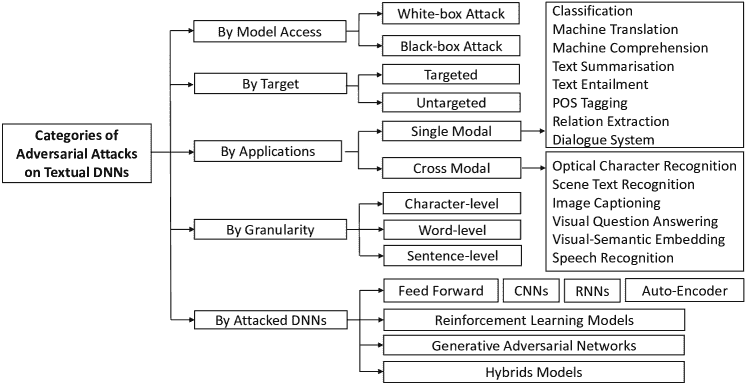 Categories of
Adversarial Attacks
on Textual DNNs
By Model Access
White-box Attack
Black-box Attack
By Target
Targeted
Untargeted
By Applications
Single Modal
Classification
Machine Translation
Machine Comprehension
Text Summarisation
Text Entailment
POS Tagging
Relation Extraction
Dialogue System
Cross Modal
Optical Character Recognition
Scene Text Recognition
Image Captioning
Visual Question Answering
Visual-Semantic Embedding
Speech Recognition
By Granularity
Character-level
Word-level
Sentence-level
By Attacked DNNs
Feed Forward
CNNs
RNNs
Auto-Encoder
Reinforcement Learning Models
Generative Adversarial Networks
Hybrids Models